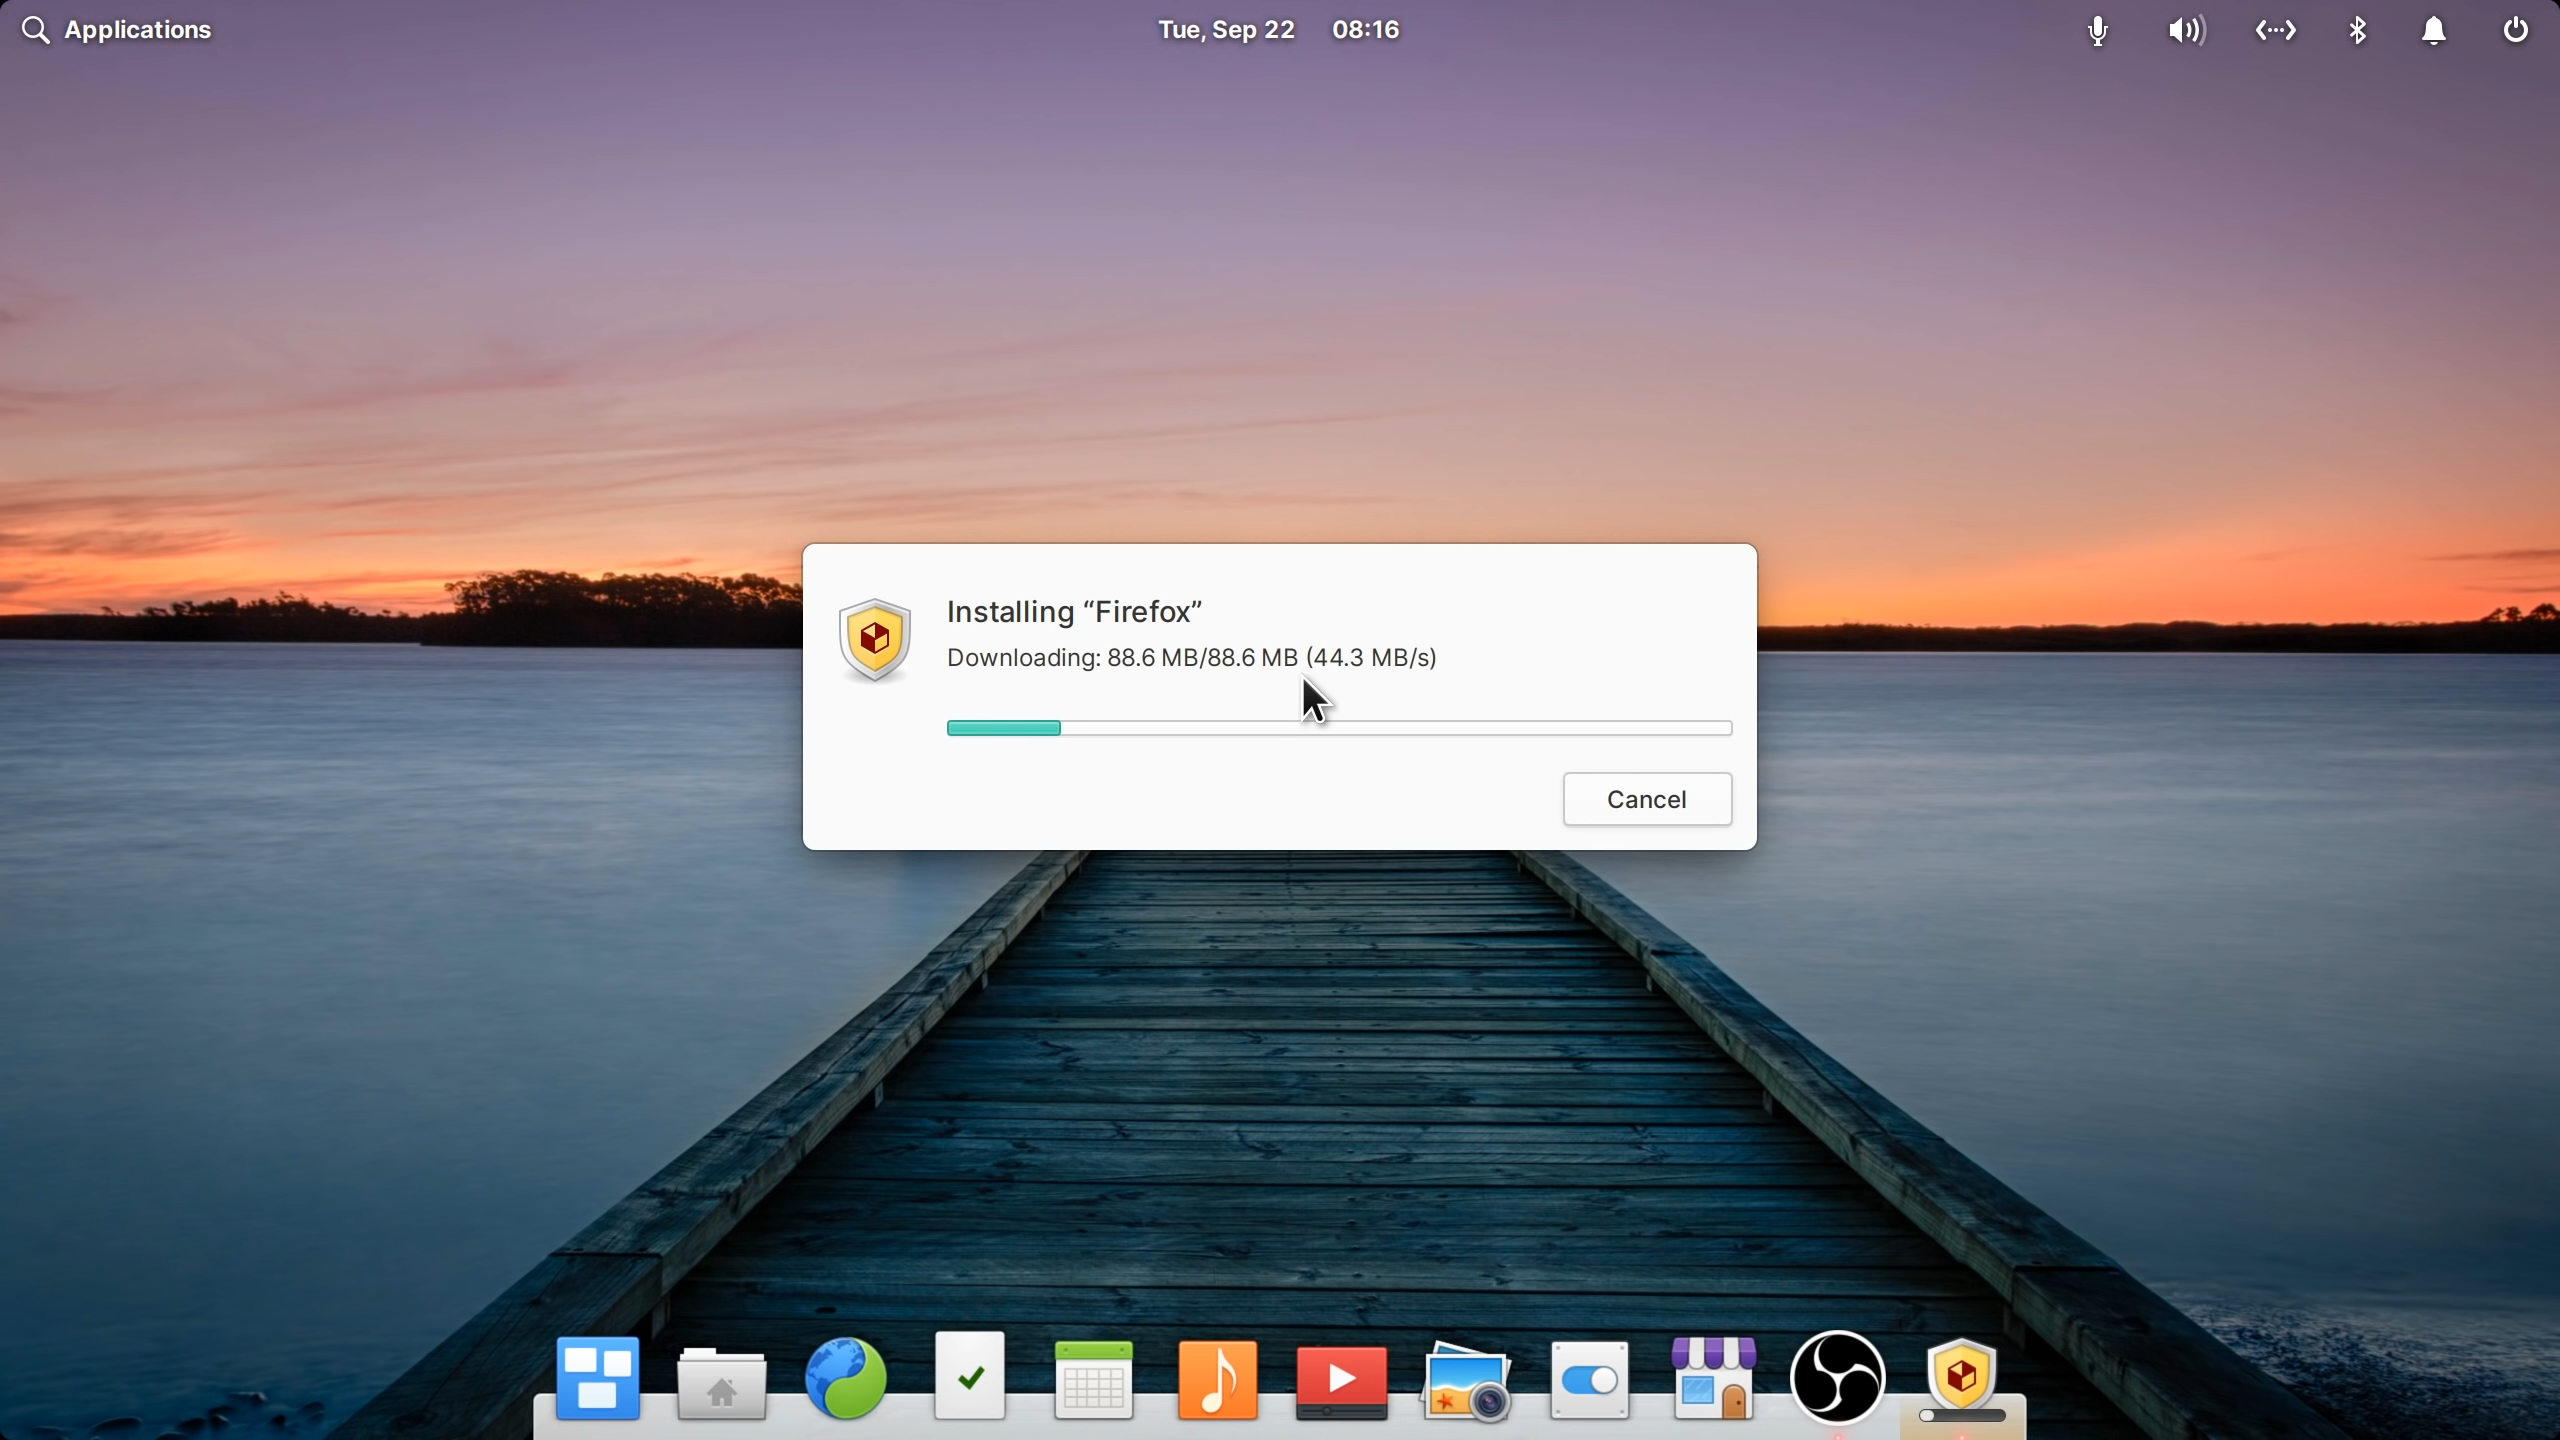 Applications
Tue, Sep 22 08:16
Installing “Firefox”
Downloading: 88.6 MB/88.6 MB (44.3 MB/s)
Cancel